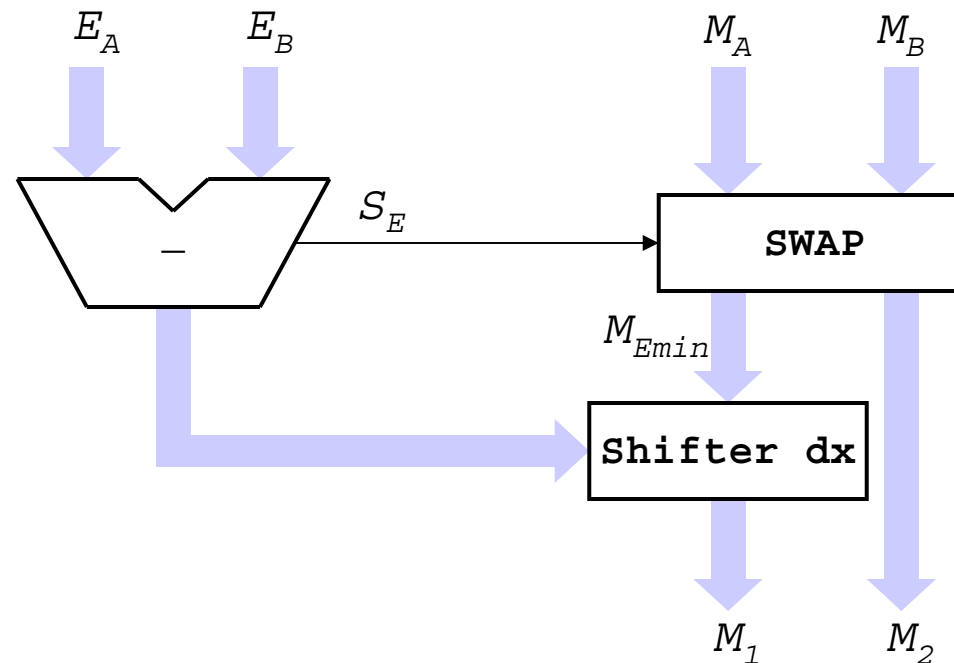 E_A E_B M_A M_B
S_E
SWAP
–
M_Emin
Shifter dx
M_1 M_2